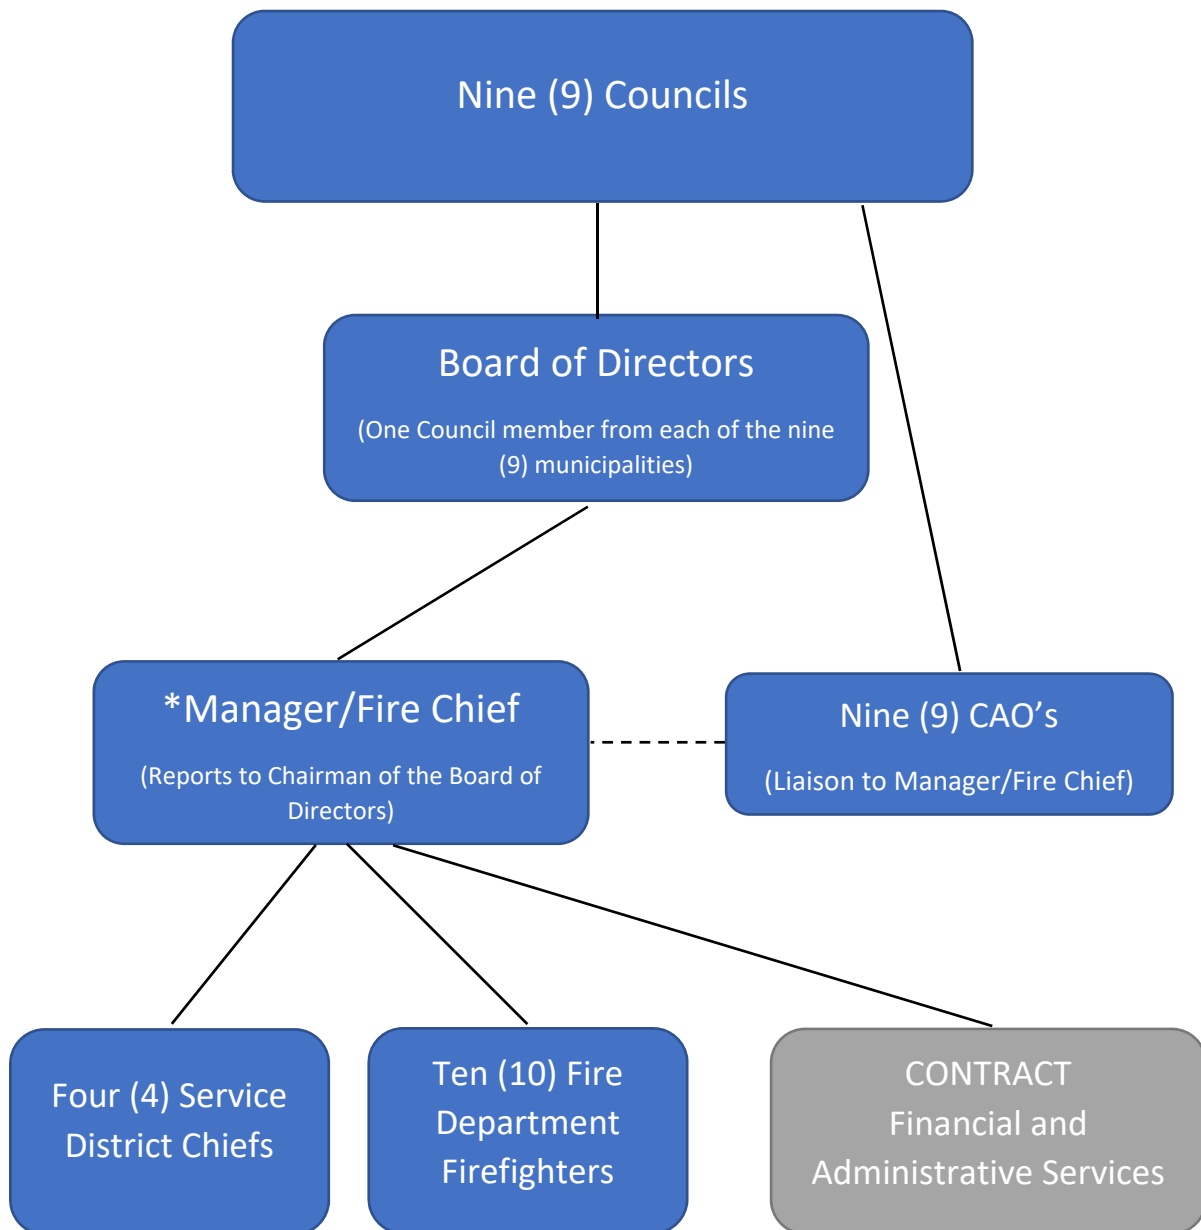 Nine (9) Councils
Board of Directors
(One Council member from each of the nine
(9) municipalities)
*Manager/Fire Chief
(Reports to Chairman of the Board of
Directors)
Nine (9) CAO’s
(Liaison to Manager/Fire Chief)
Four (4) Service
District Chiefs
Ten (10) Fire
Department
Firefighters
CONTRACT
Financial and
Administrative Services